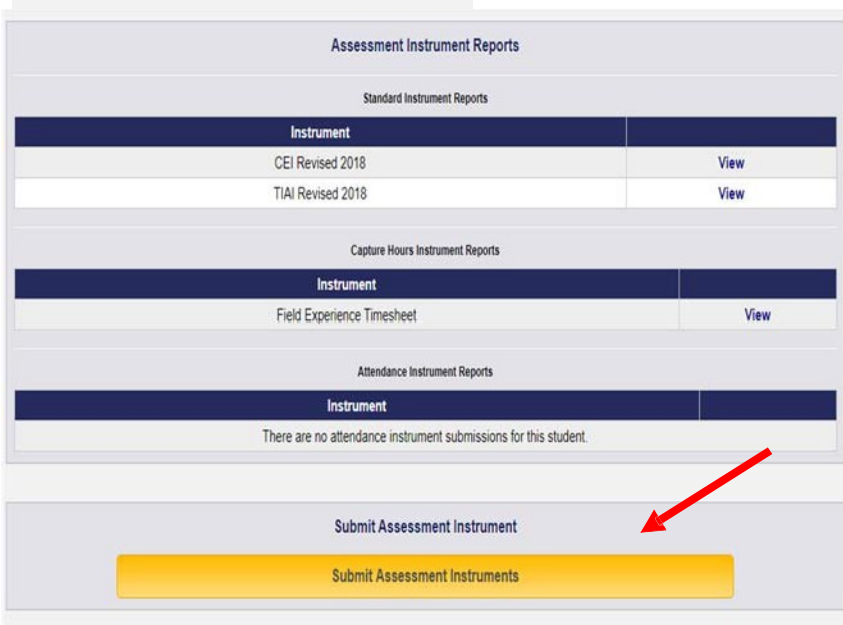 Assessment Instrument Reports
Standard Instrument Reports
Instrument
CEI Revised 2018 View
TIAI Revised 2018 View
Capture Hours Instrument Reports
Instrument
Field Experience Timesheet View
Attendance Instrument Reports
Instrument
There are no attendance instrument submissions for this student.
Submit Assessment Instrument
Submit Assessment Instruments